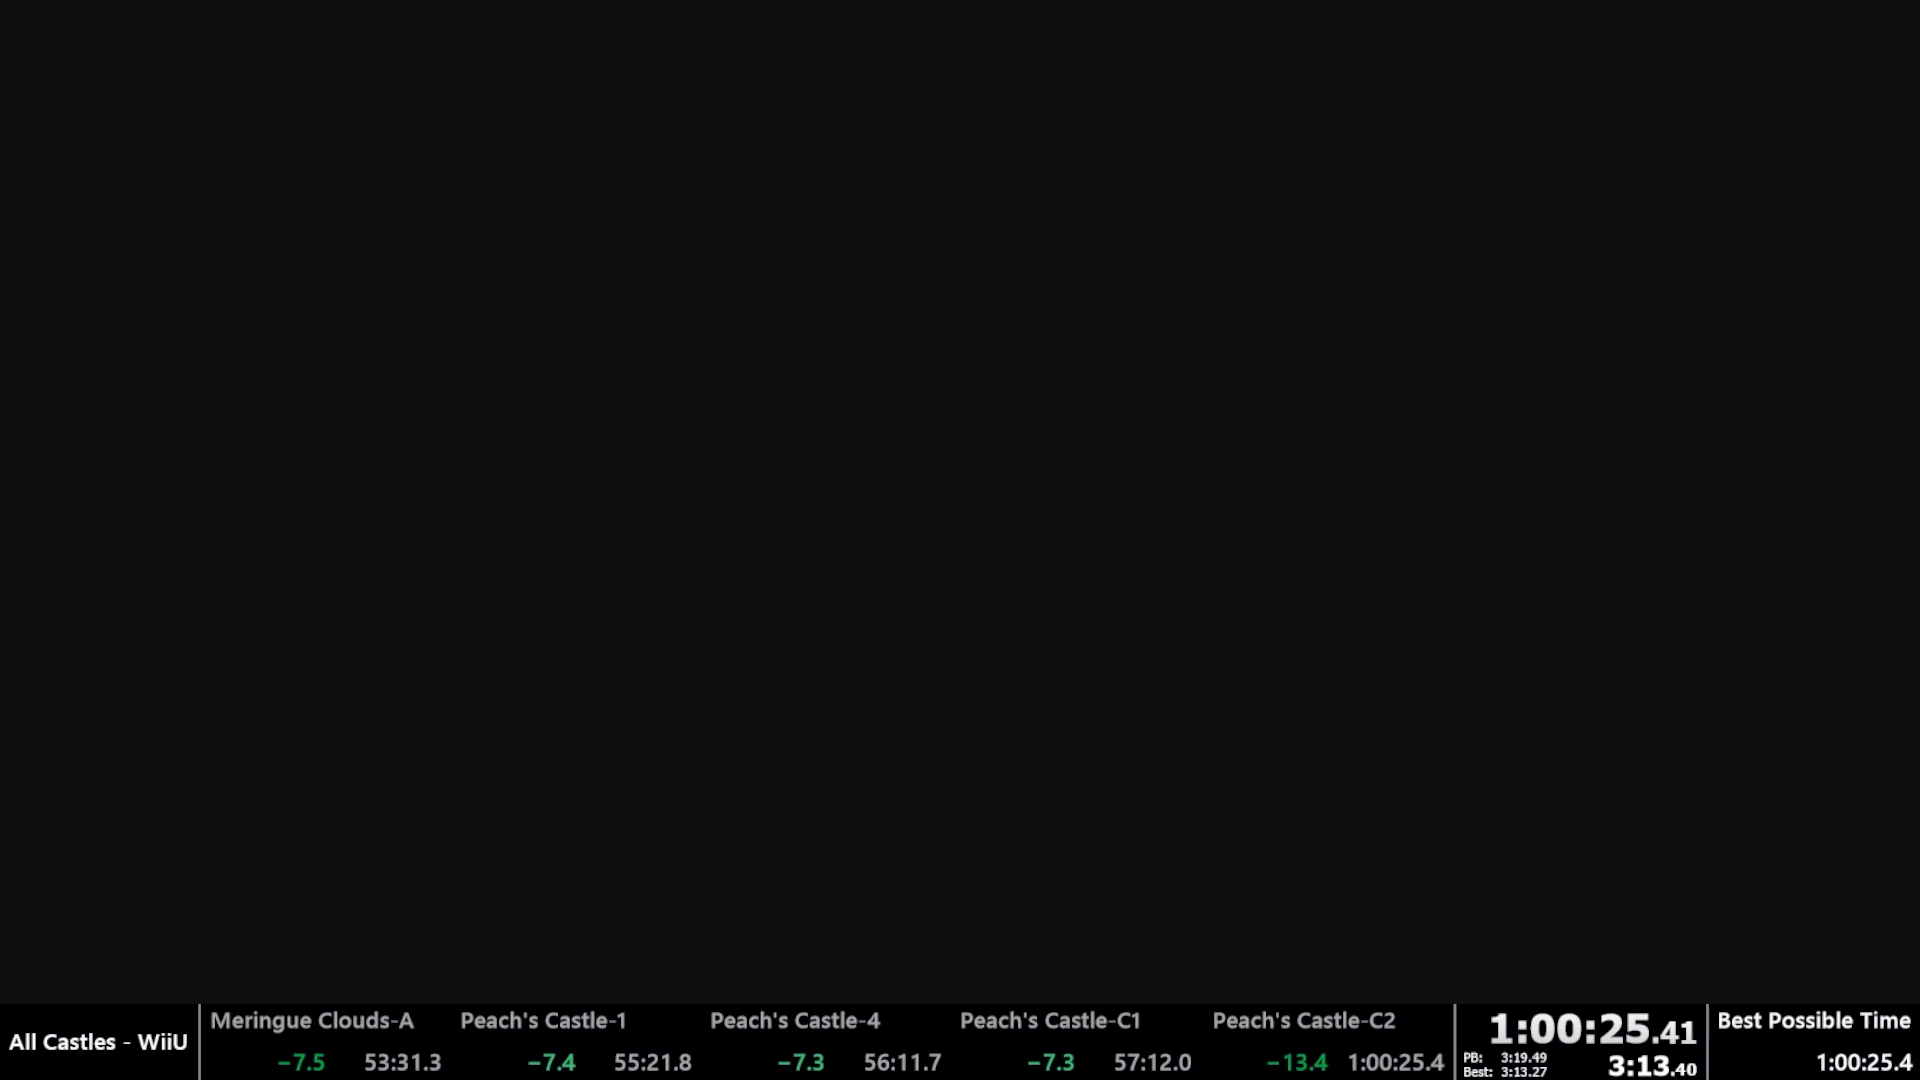 All Castles - WiiU
Meringue Clouds-A
−7.5 53:31.3
Peach's Castle-1
−7.4 55:21.8
Peach's Castle-4
−7.3 56:11.7
Peach's Castle-C1
−7.3 57:12.0
Peach's Castle-C2
−13.4 1:00:25.4
1:00:25.41
PB: 3:19.49
Best: 3:13.27
3:13.40
Best Possible Time
1:00:25.4